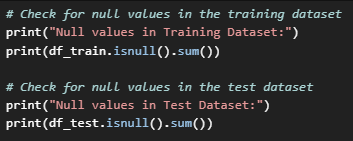 # Check for null values in the training dataset
print("Null values in Training Dataset:")
print(df_train.isnull().sum())

# Check for null values in the test dataset
print("Null values in Test Dataset:")
print(df_test.isnull().sum())